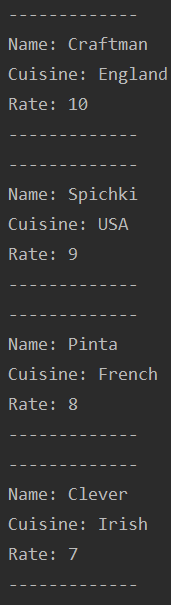 -------------
Name: Craftman
Cuisine: England
Rate: 10
-------------
-------------
Name: Spichki
Cuisine: USA
Rate: 9
-------------
-------------
Name: Pinta
Cuisine: French
Rate: 8
-------------
-------------
Name: Clever
Cuisine: Irish
Rate: 7
-------------